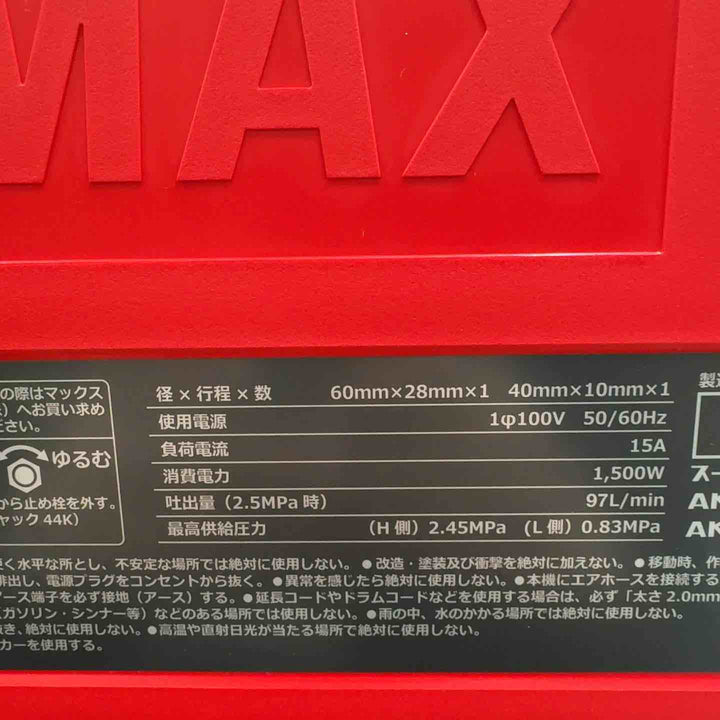 MAX
の際はマックス
へお買い求め
ださい。
ゆるむ
から止め栓を外す。
ャック 44K）
径×行程×数 60mm×28mm×1 40mm×10mm×1
使用電源 1φ100V 50/60Hz
負荷電流 15A
消費電力 1,500W
吐出量（2.5MPa 時） 97L/min
最高供給圧力 （H 側）2.45MPa （L 側）0.83MPa
製造
スー
AK
AK
く水平な所とし、不安定な場所では絶対に使用しない。●改造・塗装及び衝撃を絶対に加えない。●移動時、作
排出し、電源プラグをコンセントから抜く。●異常を感じたら絶対に使用しない。●本機にエアホースを接続する
アース端子を必ず接地（アース）する。●延長コードやドラムコードなどを使用する場合は、必ず「太さ 2.0mm
（ガソリン・シンナー等）などのある場所では使用しない。●雨の中、水のかかる場所では絶対に使用しない。
き、絶対に使用しない。●高温や直射日光が当たる場所で絶対に使用しない。
カーを使用する。